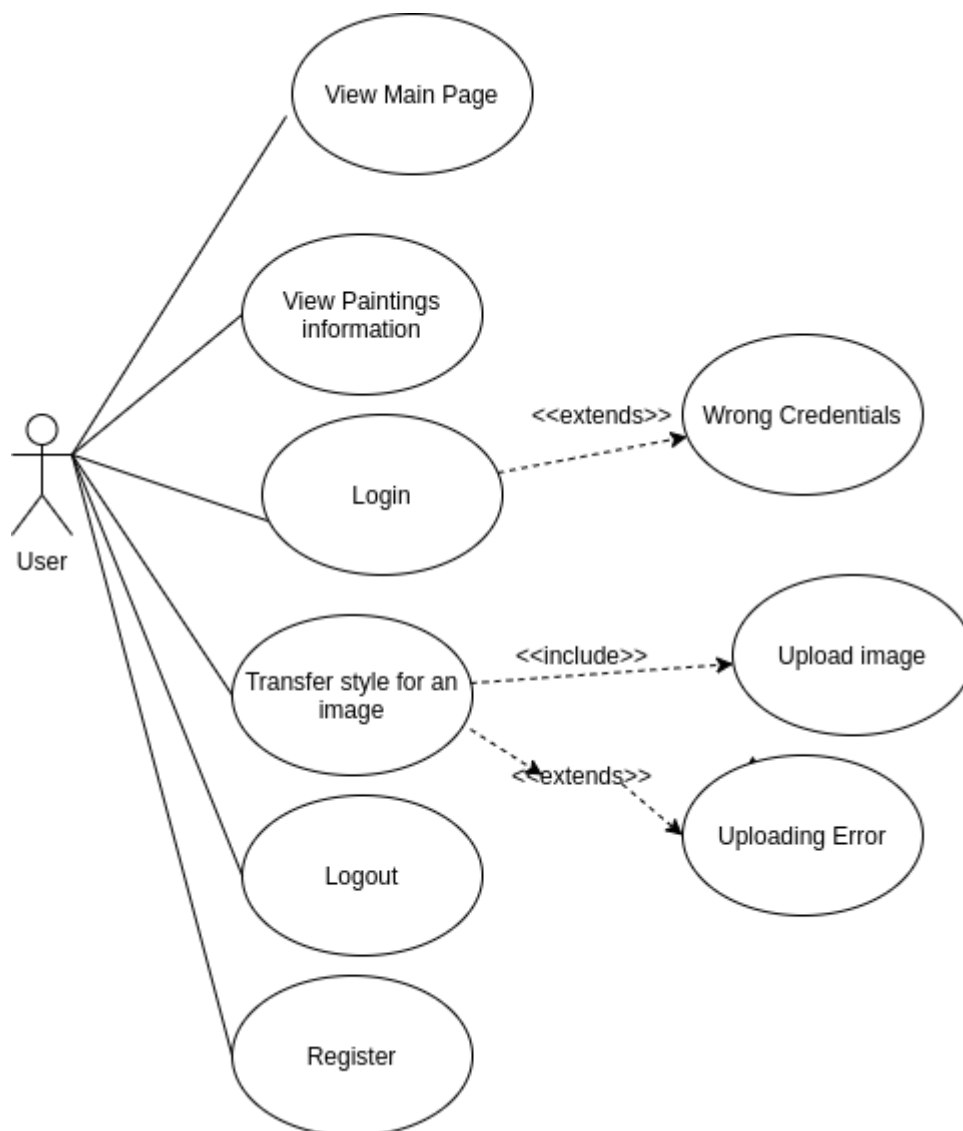 View Main Page
View Paintings
information
<<extends>>
Wrong Credentials
Login
User
<<include>>
Upload image
Transfer style for an
image
<<extends>>
Uploading Error
Logout
Register